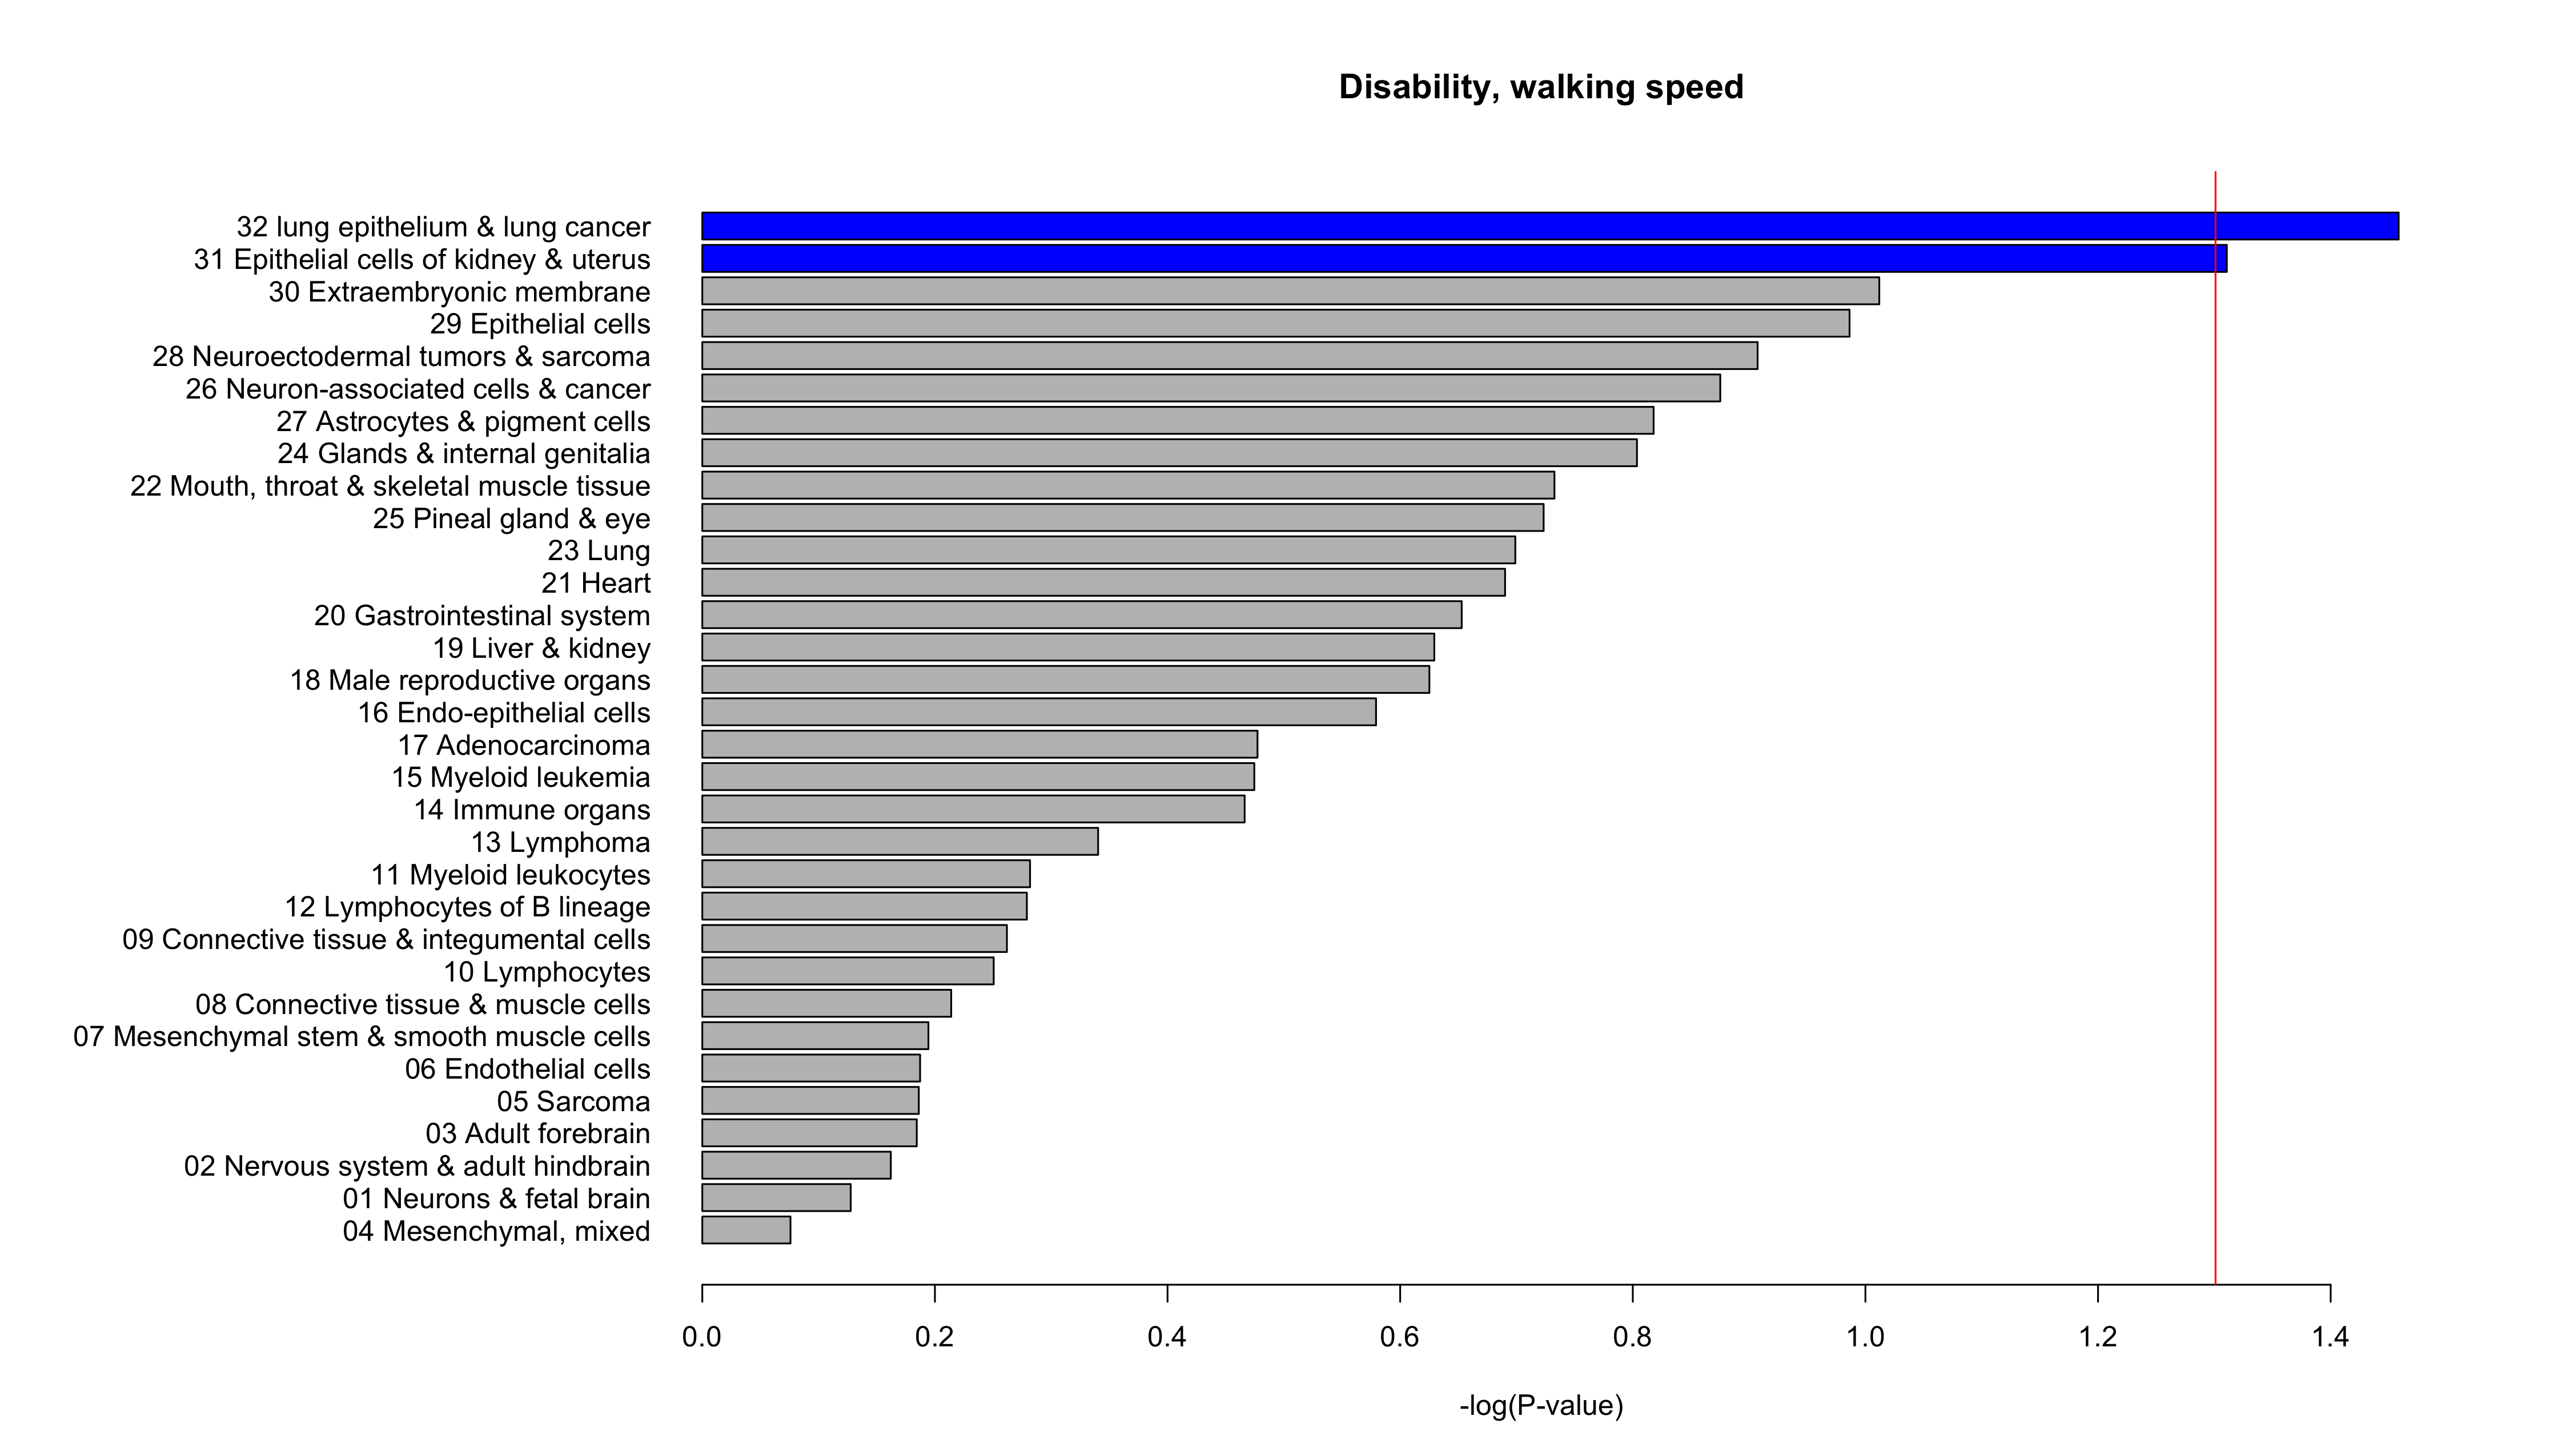 Disability, walking speed
32 lung epithelium & lung cancer
31 Epithelial cells of kidney & uterus
30 Extraembryonic membrane
29 Epithelial cells
28 Neuroectodermal tumors & sarcoma
26 Neuron-associated cells & cancer
27 Astrocytes & pigment cells
24 Glands & internal genitalia
22 Mouth, throat & skeletal muscle tissue
25 Pineal gland & eye
23 Lung
21 Heart
20 Gastrointestinal system
19 Liver & kidney
18 Male reproductive organs
16 Endo-epithelial cells
17 Adenocarcinoma
15 Myeloid leukemia
14 Immune organs
13 Lymphoma
11 Myeloid leukocytes
12 Lymphocytes of B lineage
09 Connective tissue & integumental cells
10 Lymphocytes
08 Connective tissue & muscle cells
07 Mesenchymal stem & smooth muscle cells
06 Endothelial cells
05 Sarcoma
03 Adult forebrain
02 Nervous system & adult hindbrain
01 Neurons & fetal brain
04 Mesenchymal, mixed
0.0 0.2 0.4 0.6 0.8 1.0 1.2 1.4
-log(P-value)